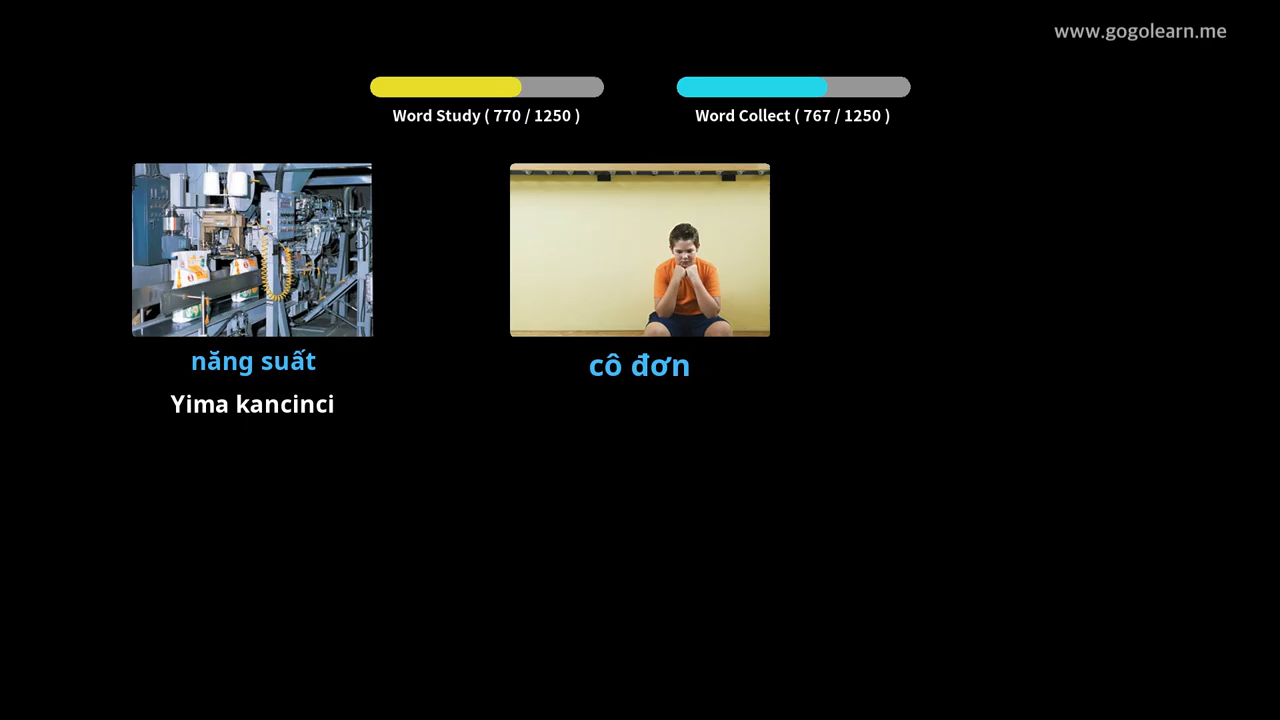 www.gogolearn.me
Word Study ( 770 / 1250 )
Word Collect ( 767 / 1250 )
năng suất
Yima kancinci
cô đơn